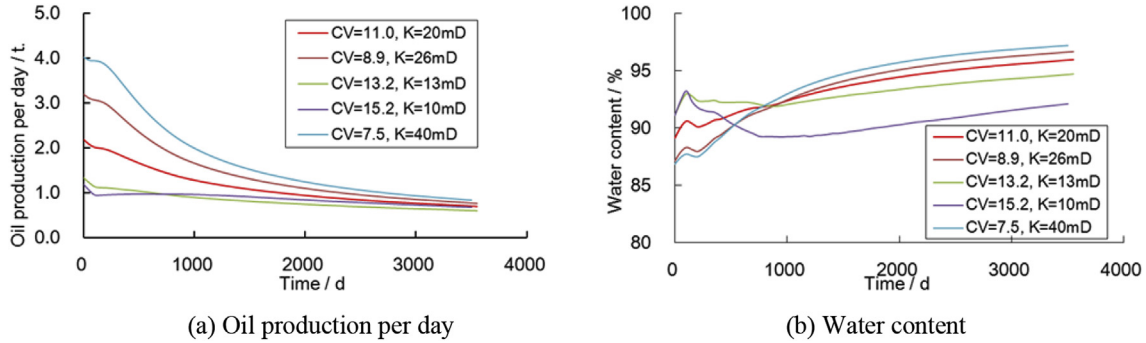 Oil production per day / t.
5.0
4.0
3.0
2.0
1.0
0.0
CV=11.0, K=20mD
CV=8.9, K=26mD
CV=13.2, K=13mD
CV=15.2, K=10mD
CV=7.5, K=40mD
0 1000 2000 3000 4000
Time / d
(a) Oil production per day
Water content / %
100
95
90
85
80
CV=11.0, K=20mD
CV=8.9, K=26mD
CV=13.2, K=13mD
CV=15.2, K=10mD
CV=7.5, K=40mD
0 1000 2000 3000 4000
Time / d
(b) Water content